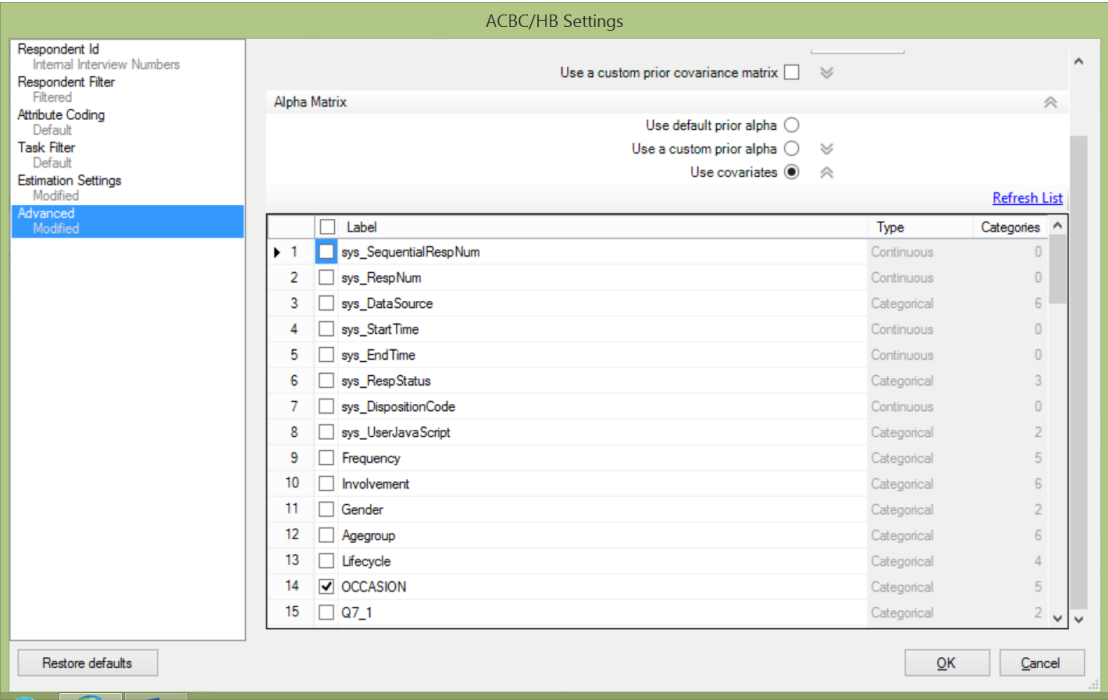 ACBC/HB Settings
Respondent Id
Internal Interview Numbers
Respondent Filter
Filtered
Attribute Coding
Default
Task Filter
Default
Estimation Settings
Modified
Advanced
Modified
Use a custom prior covariance matrix
Alpha Matrix
Use default prior alpha
Use a custom prior alpha
Use covariates
Refresh List
Label Type Categories
1 sys_SequentialRespNum Continuous 0
2 sys_RespNum Continuous 0
3 sys_DataSource Categorical 6
4 sys_StartTime Continuous 0
5 sys_EndTime Continuous 0
6 sys_RespStatus Categorical 3
7 sys_DispositionCode Continuous 0
8 sys_UserJavaScript Categorical 2
9 Frequency Categorical 5
10 Involvement Categorical 6
11 Gender Categorical 2
12 Agegroup Categorical 6
13 Lifecycle Categorical 4
14 OCCASION Categorical 5
15 Q7_1 Categorical 2
Restore defaults
OK Cancel